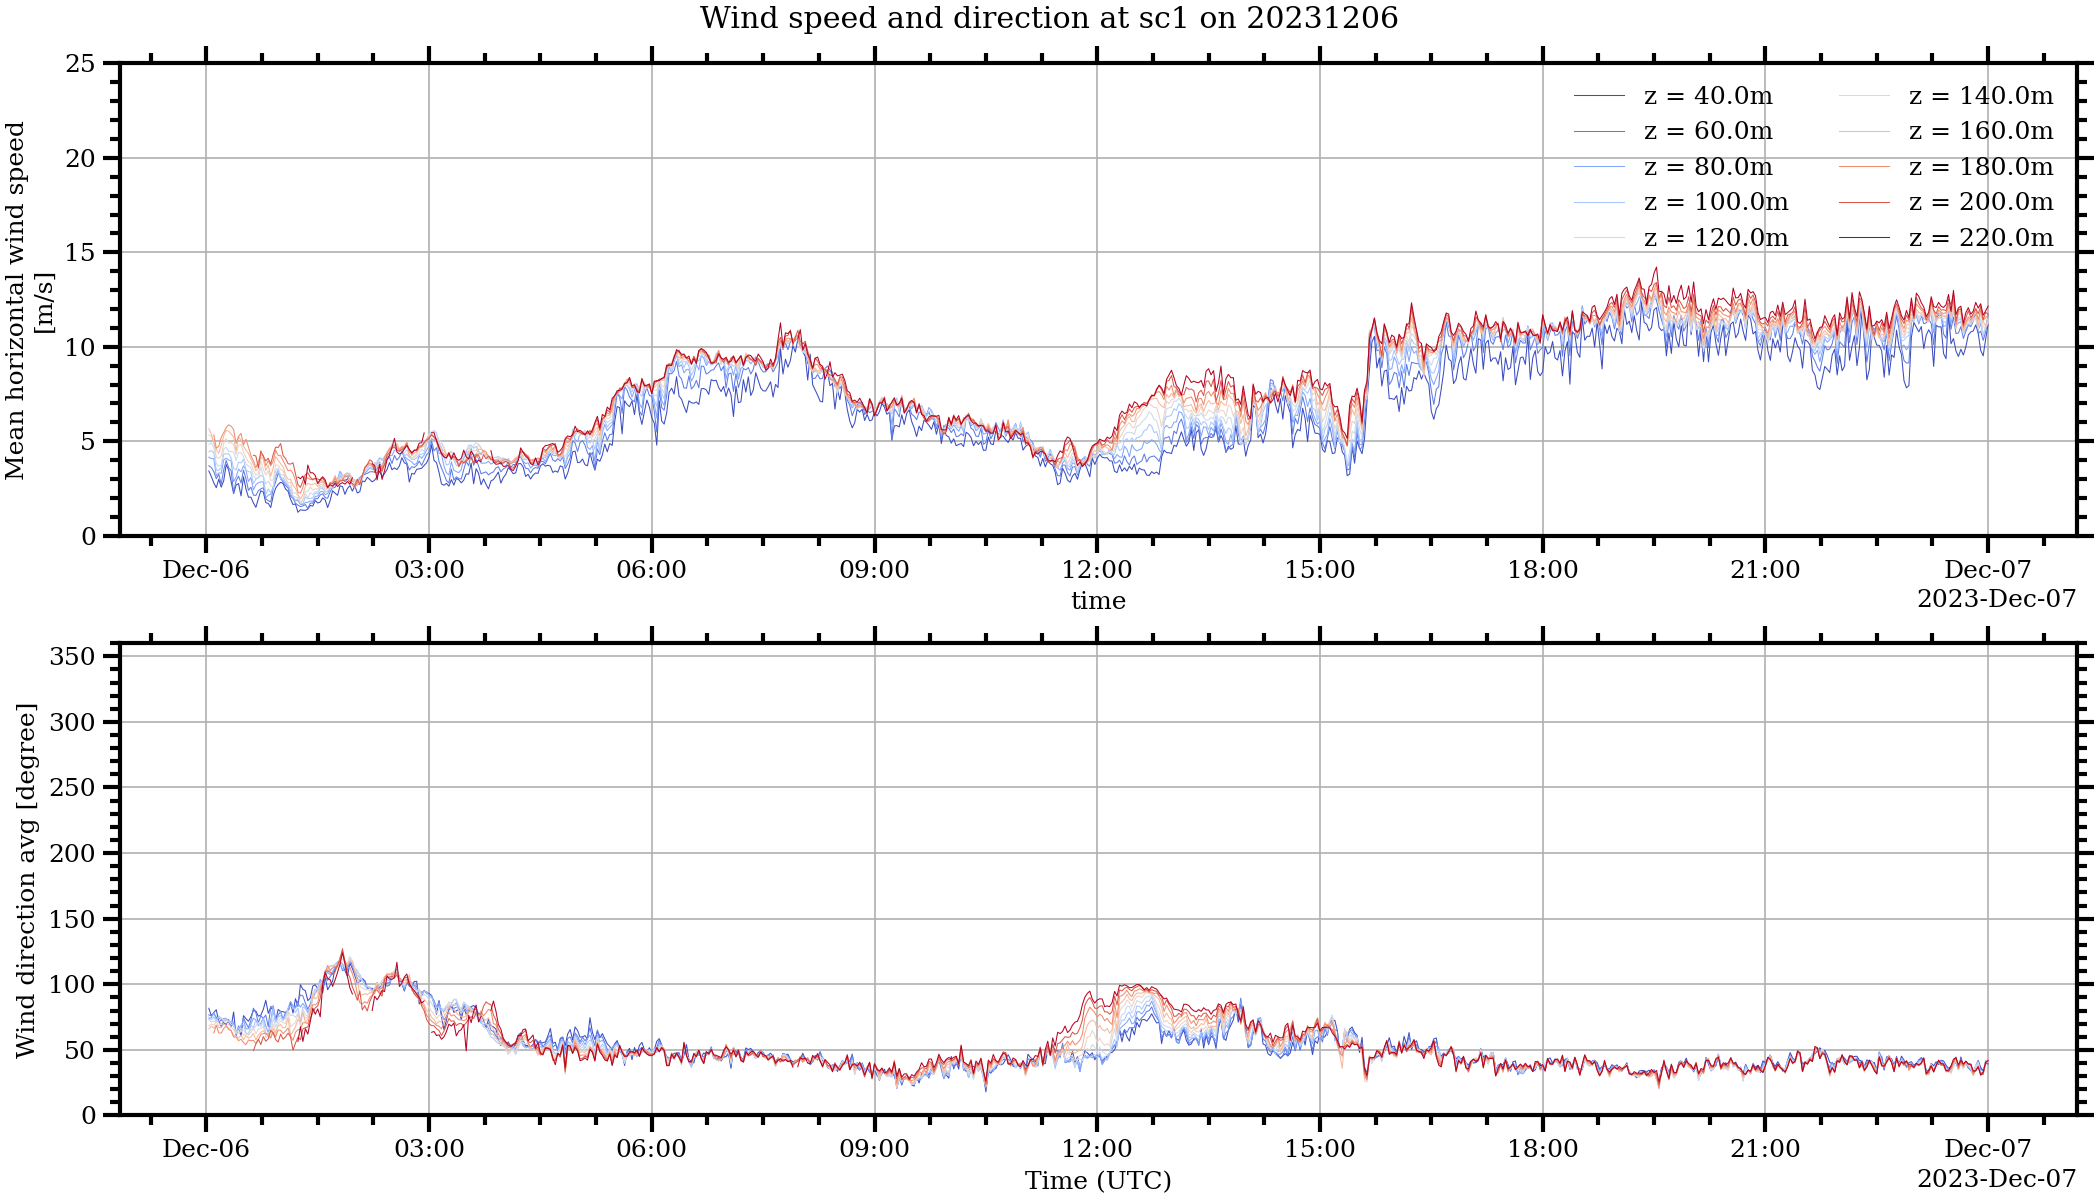 Wind speed and direction at sc1 on 20231206
Mean horizontal wind speed
[m/s]
25
20
15
10
5
0
z = 40.0m
z = 60.0m
z = 80.0m
z = 100.0m
z = 120.0m
z = 140.0m
z = 160.0m
z = 180.0m
z = 200.0m
z = 220.0m
Dec-06 03:00 06:00 09:00 12:00 15:00 18:00 21:00 Dec-07
time
2023-Dec-07
Wind direction avg [degree]
350
300
250
200
150
100
50
0
Dec-06 03:00 06:00 09:00 12:00 15:00 18:00 21:00 Dec-07
Time (UTC)
2023-Dec-07